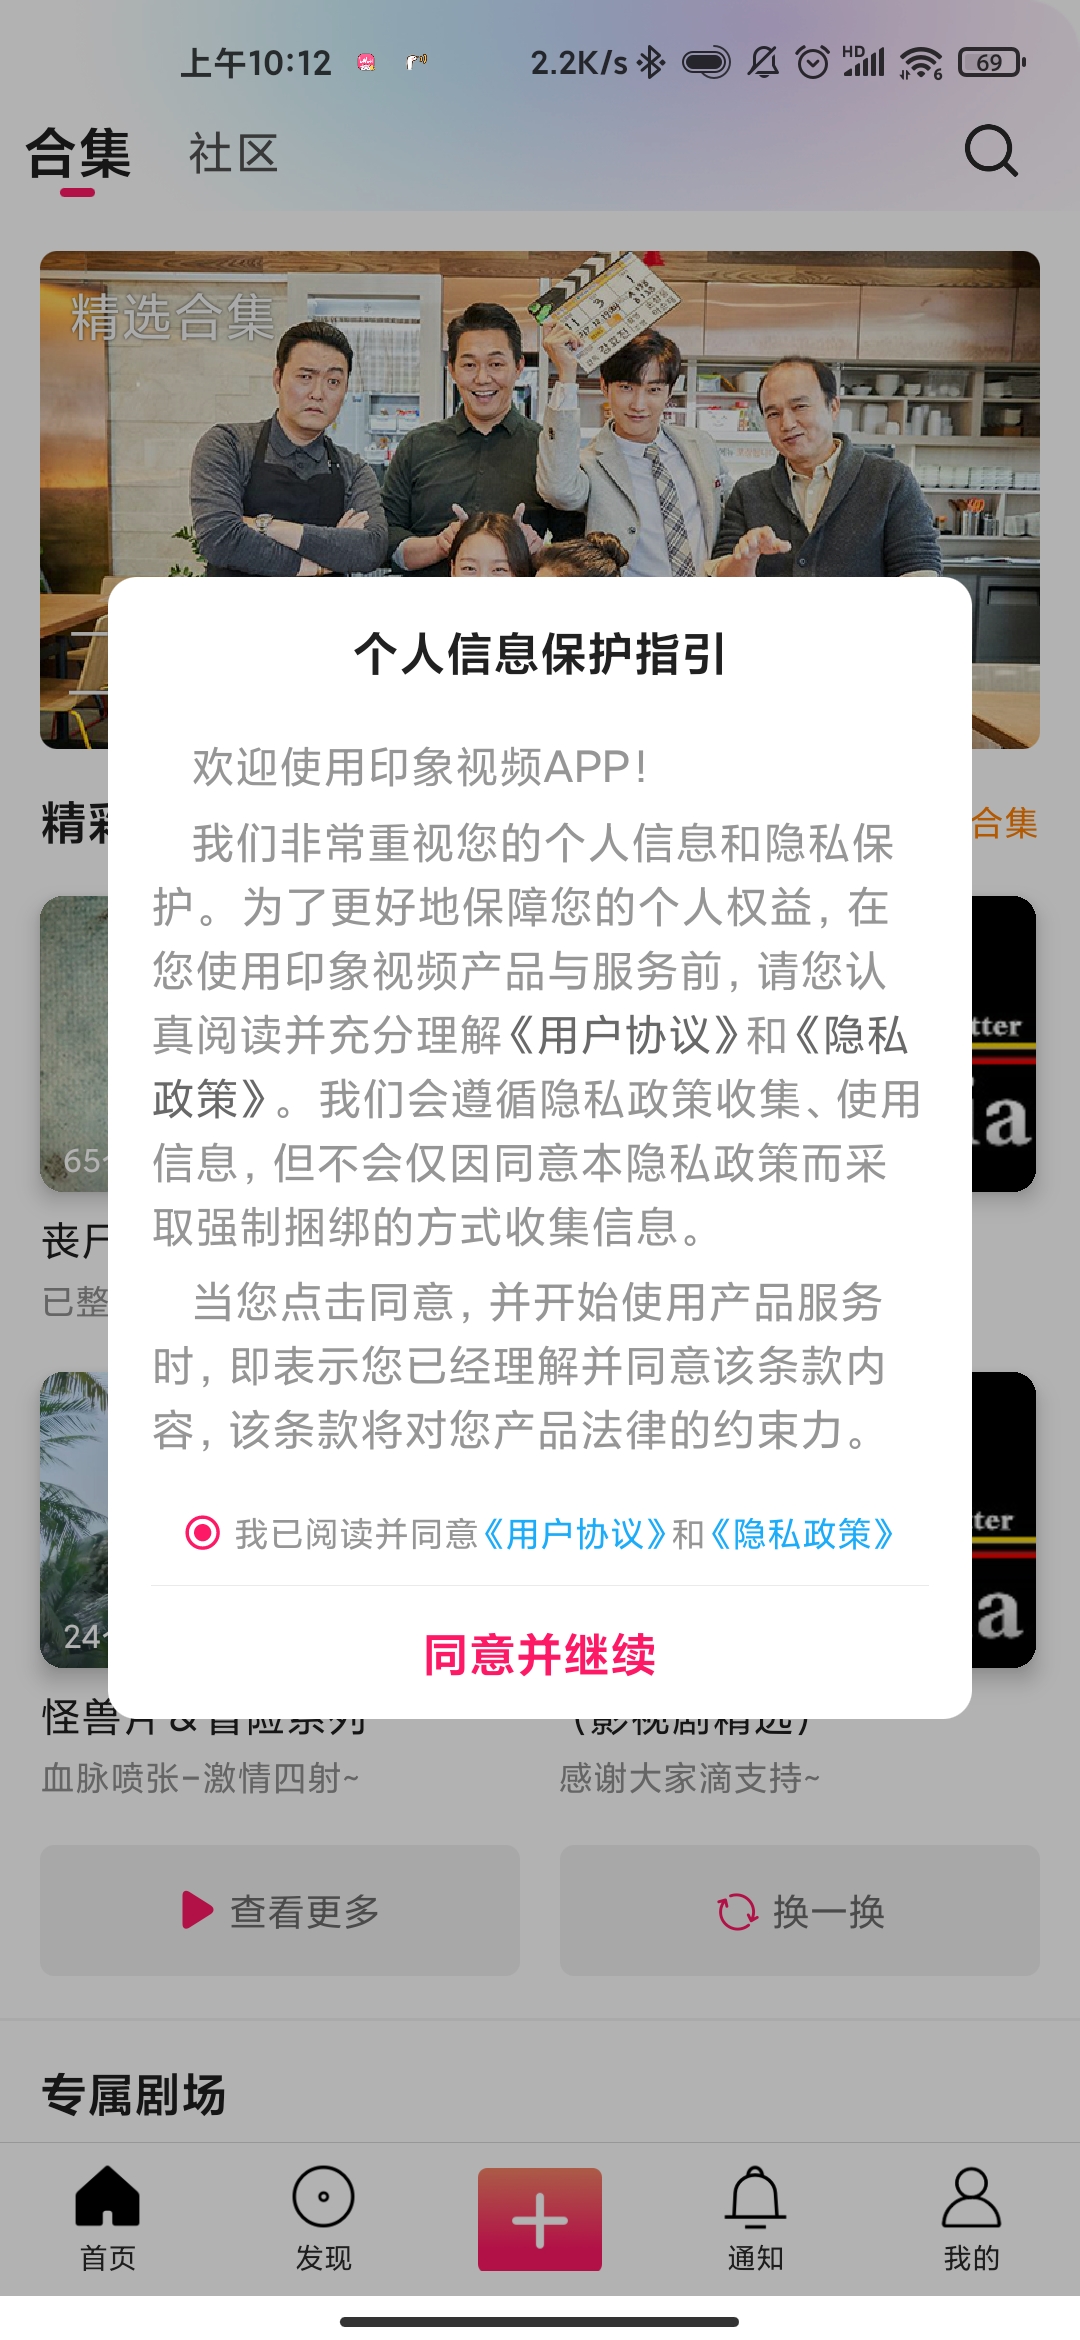 上午10:12
2.2K/s
HD
6
69
合集
社区
精选合集
个人信息保护指引
欢迎使用印象视频APP!
我们非常重视您的个人信息和隐私保
护。为了更好地保障您的个人权益,在
您使用印象视频产品与服务前,请您认
真阅读并充分理解《用户协议》和《隐私
政策》。我们会遵循隐私政策收集、使用
信息,但不会仅因同意本隐私政策而采
取强制捆绑的方式收集信息。
当您点击同意,并开始使用产品服务
时,即表示您已经理解并同意该条款内
容,该条款将对您产品法律的约束力。
我已阅读并同意《用户协议》和《隐私政策》
同意并继续
精彩
合集
tter
la
65
丧尸
已整
ter
a
24
怪兽片&冒险系列
(影视剧精选)
血脉喷张-激情四射~
感谢大家滴支持~
查看更多
换一换
专属剧场
首页
发现
通知
我的